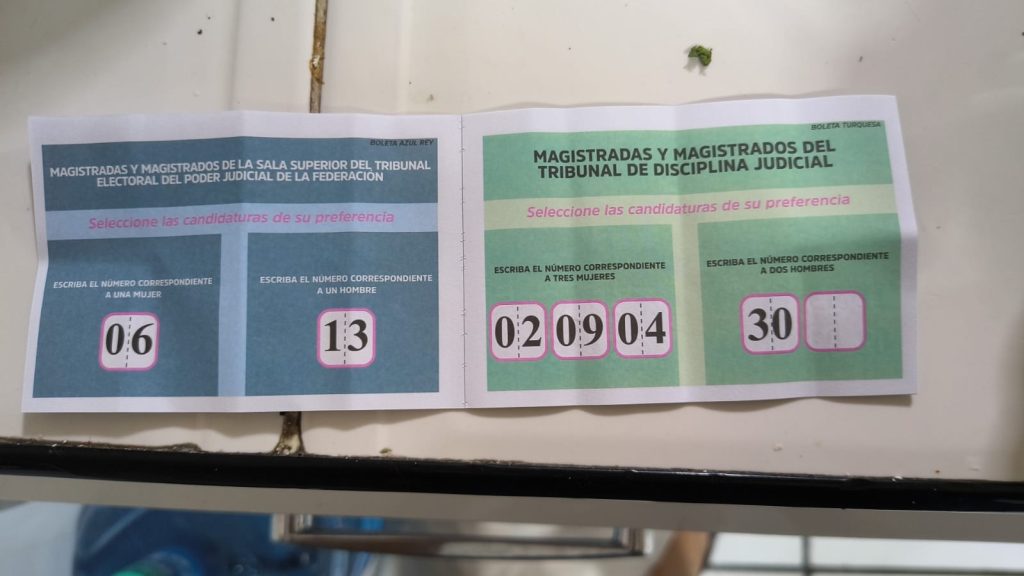 BOLETA AZUL REY
MAGISTRADAS Y MAGISTRADOS DE LA SALA SUPERIOR DEL TRIBUNAL
ELECTORAL DEL PODER JUDICIAL DE LA FEDERACIÓN
Seleccione las candidaturas de su preferencia
ESCRIBA EL NÚMERO CORRESPONDIENTE
A UNA MUJER
06
ESCRIBA EL NÚMERO CORRESPONDIENTE
A UN HOMBRE
13
BOLETA TURQUESA
MAGISTRADAS Y MAGISTRADOS DEL
TRIBUNAL DE DISCIPLINA JUDICIAL
Seleccione las candidaturas de su preferencia
ESCRIBA EL NÚMERO CORRESPONDIENTE
A TRES MUJERES
02 09 04
ESCRIBA EL NÚMERO CORRESPONDIENTE
A DOS HOMBRES
30